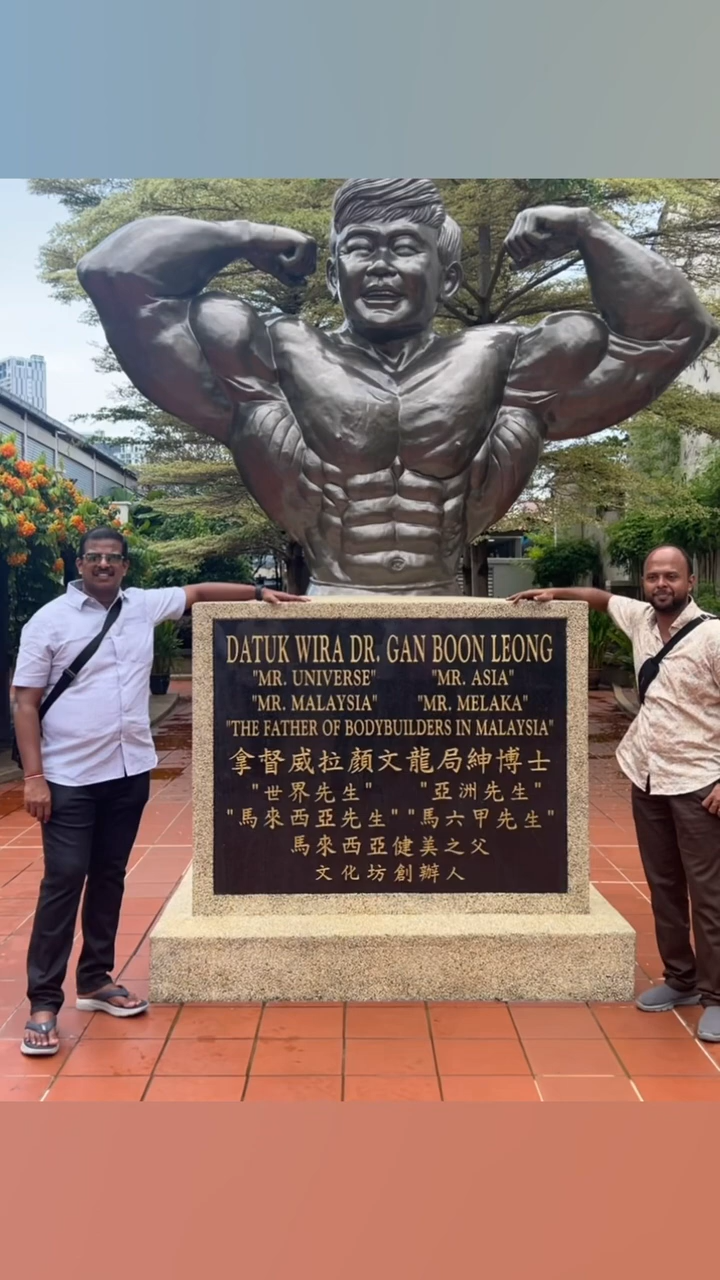 DATUK WIRA DR. GAN BOON LEONG
"MR. UNIVERSE" "MR. ASIA"
"MR. MALAYSIA" "MR. MELAKA"
"THE FATHER OF BODYBUILDERS IN MALAYSIA"
拿督威拉顏文龍局紳博士
"世界先生" "亞洲先生"
"馬來西亞先生" "馬六甲先生"
馬來西亞健美之父
文化坊創辦人